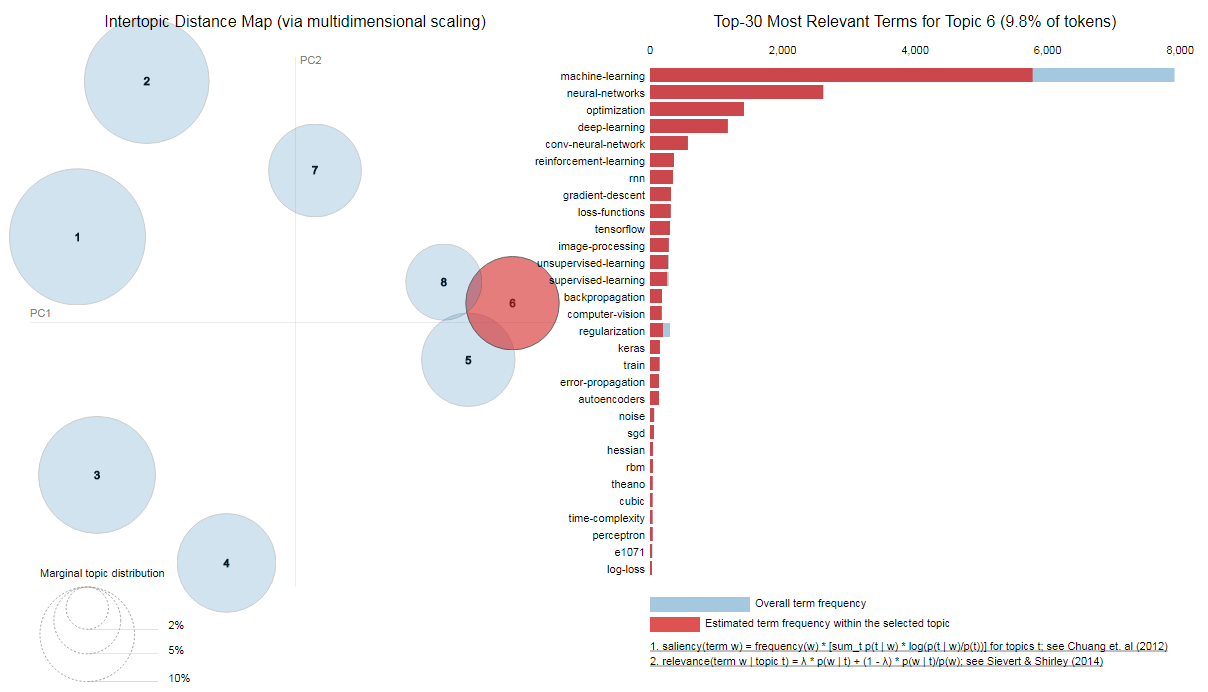 Intertopic Distance Map (via multidimensional scaling)
PC2
PC1
2
7
1
8
6
5
3
4
Marginal topic distribution
2%
5%
10%
Top-30 Most Relevant Terms for Topic 6 (9.8% of tokens)
0 2,000 4,000 6,000 8,000
machine-learning
neural-networks
optimization
deep-learning
conv-neural-network
reinforcement-learning
rnn
gradient-descent
loss-functions
tensorflow
image-processing
unsupervised-learning
supervised-learning
backpropagation
computer-vision
regularization
keras
train
error-propagation
autoencoders
noise
sgd
hessian
rbm
theano
cubic
time-complexity
perceptron
e1071
log-loss
Overall term frequency
Estimated term frequency within the selected topic
1. saliency(term w) = frequency(w) * [sum_t p(t | w) * log(p(t | w)/p(t))] for topics t; see Chuang et. al (2012)
2. relevance(term w | topic t) = λ * p(w | t) + (1 - λ) * p(w | t)/p(w); see Sievert & Shirley (2014)